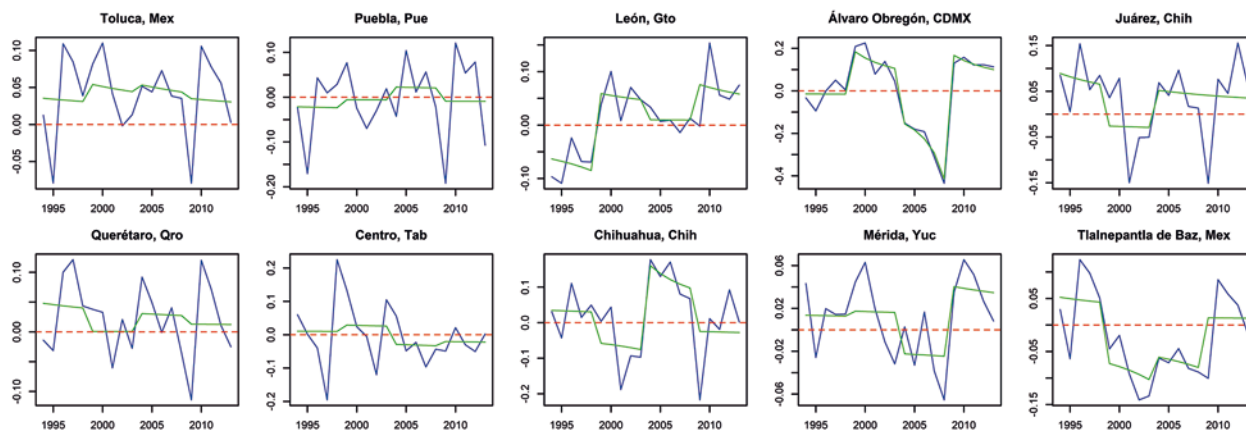 Toluca, Mex
0.10
0.05
0.00
-0.05
1995 2000 2005 2010
Puebla, Pue
0.10
0.00
-0.10
-0.20
1995 2000 2005 2010
León, Gto
0.10
0.00
-0.10
1995 2000 2005 2010
Álvaro Obregón, CDMX
0.2
0.0
-0.2
-0.4
1995 2000 2005 2010
Juárez, Chih
0.15
0.05
-0.05
-0.15
1995 2000 2005 2010
Querétaro, Qro
0.10
0.00
-0.10
1995 2000 2005 2010
Centro, Tab
0.2
0.1
0.0
-0.1
0.2
1995 2000 2005 2010
Chihuahua, Chih
0.1
0.0
-0.1
0.2
1995 2000 2005 2010
Mérida, Yuc
0.06
0.02
-0.02
-0.06
1995 2000 2005 2010
Tlalnepantla de Baz, Mex
0.05
-0.05
-0.15
1995 2000 2005 2010